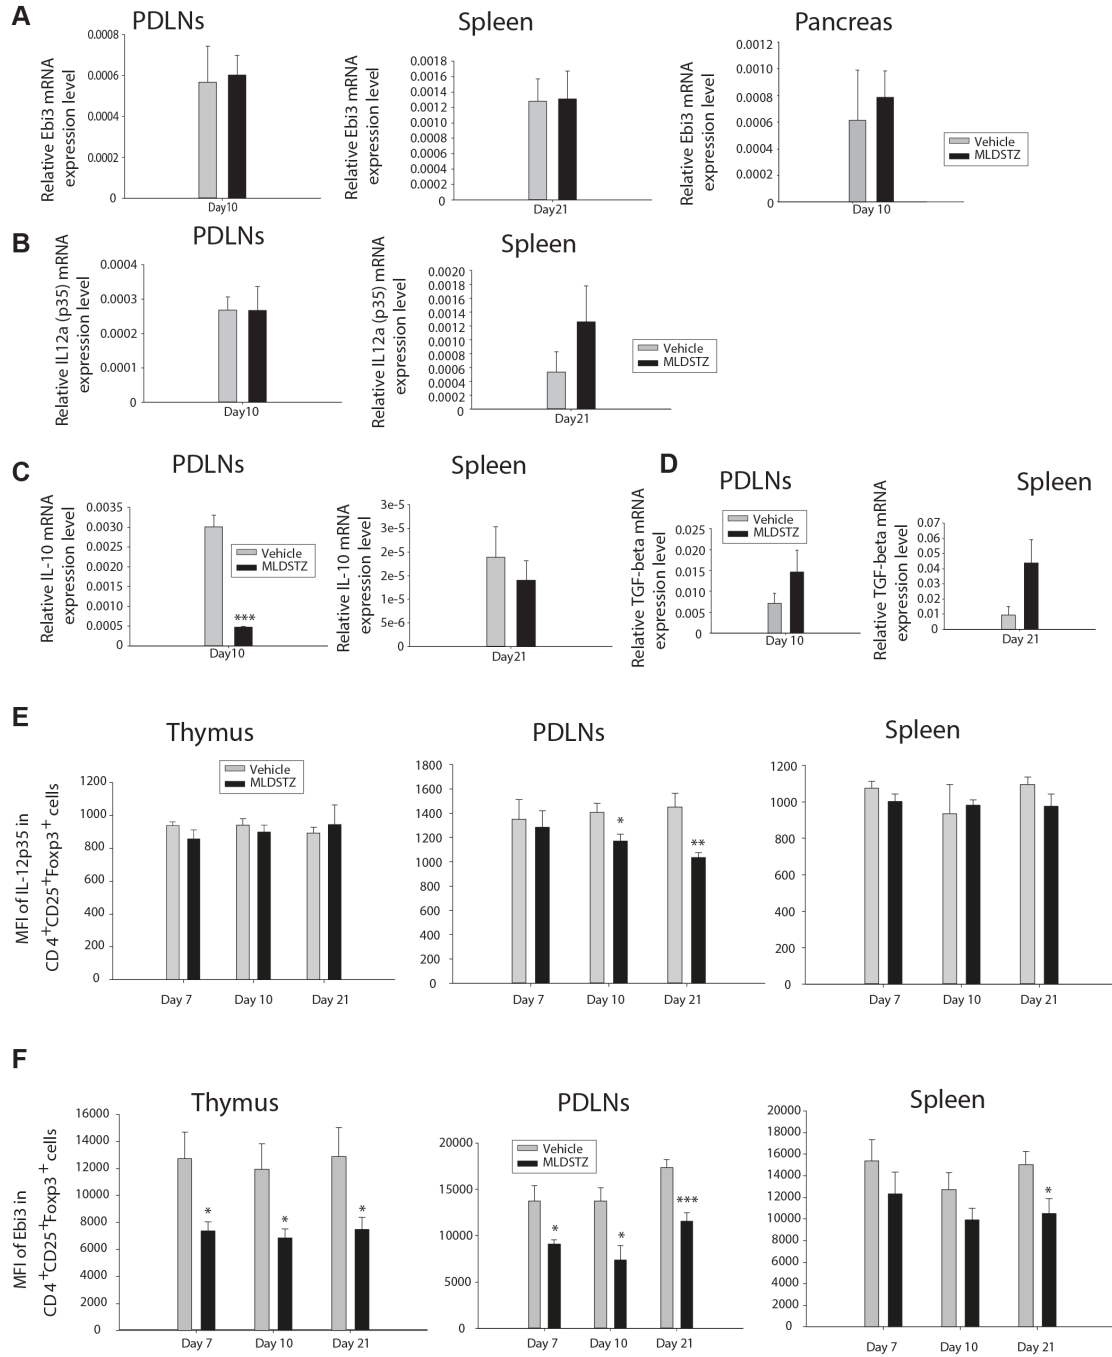 A
PDLNs
Spleen
Pancreas
Relative Ebi3 mRNA
expression level
0.0008
0.0006
0.0004
0.0002
0
Day10
Relative Ebi3 mRNA
expression level
0.0018
0.0016
0.0014
0.0012
0.0010
0.0008
0.0006
0.0004
0.0002
0
Day21
Relative Ebi3 mRNA
expression level
0.0012
0.0010
0.0008
0.0006
0.0004
0.0002
0
Day 10
Vehicle
MLDSTZ
B
PDLNs
Spleen
Relative IL12a (p35) mRNA
expression level
0.0004
0.0003
0.0002
0.0001
0
Day10
Relative IL12a (p35) mRNA
expression level
0.0020
0.0018
0.0016
0.0014
0.0012
0.0010
0.0008
0.0006
0.0004
0.0002
0
Day21
Vehicle
MLDSTZ
C
PDLNs
Spleen
Relative IL-10 mRNA
expression level
0.0035
0.0030
0.0025
0.0020
0.0015
0.0010
0.0005
0
Vehicle
MLDSTZ
***
Day10
Relative IL-10 mRNA
expression level
3e-5
3e-5
2e-5
2e-5
1e-5
5e-6
0
Day21
D
PDLNs
Spleen
Relative TGF-beta mRNA
expression level
Vehicle
MLDSTZ
0.025
0.020
0.015
0.010
0.005
0
Day 10
Relative TGF-beta mRNA
expression level
0.07
0.06
0.05
0.04
0.03
0.02
0.01
0
Day 21
E
Thymus
PDLNs
Spleen
MFI of IL-12p35 in
CD4+CD25+Foxp3+ cells
Vehicle
MLDSTZ
1200
1000
800
600
400
200
0
Day 7 Day 10 Day 21
1800
1600
1400
1200
1000
800
600
400
200
0
*
**
Day 7 Day 10 Day 21
1200
1000
800
600
400
200
0
Day 7 Day 10 Day 21
F
Thymus
PDLNs
Spleen
MFI of Ebi3 in
CD4+CD25+Foxp3+ cells
16000
14000
12000
10000
8000
6000
4000
2000
0
* * *
Day 7 Day 10 Day 21
Vehicle
MLDSTZ
20000
15000
10000
5000
0
* * ***
Day 7 Day 10 Day 21
20000
18000
16000
14000
12000
10000
8000
6000
4000
2000
0
*
Day 7 Day 10 Day 21